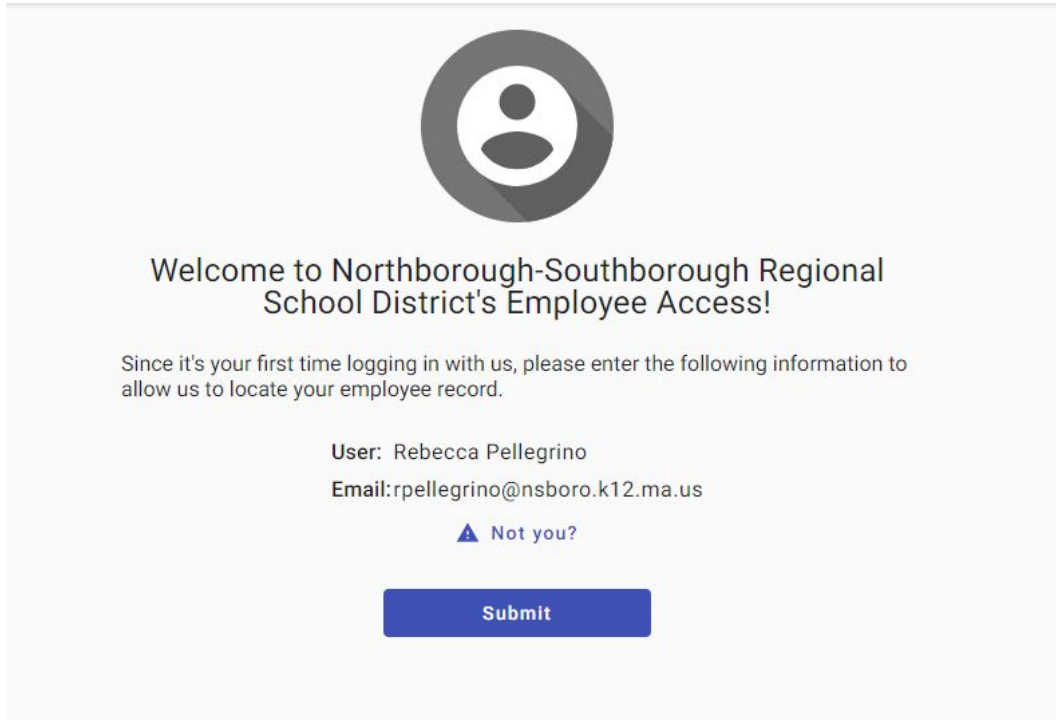 Welcome to Northborough-Southborough Regional
School District's Employee Access!
Since it's your first time logging in with us, please enter the following information to
allow us to locate your employee record.
User: Rebecca Pellegrino
Email:rpellegrino@nsboro.k12.ma.us
Not you?
Submit